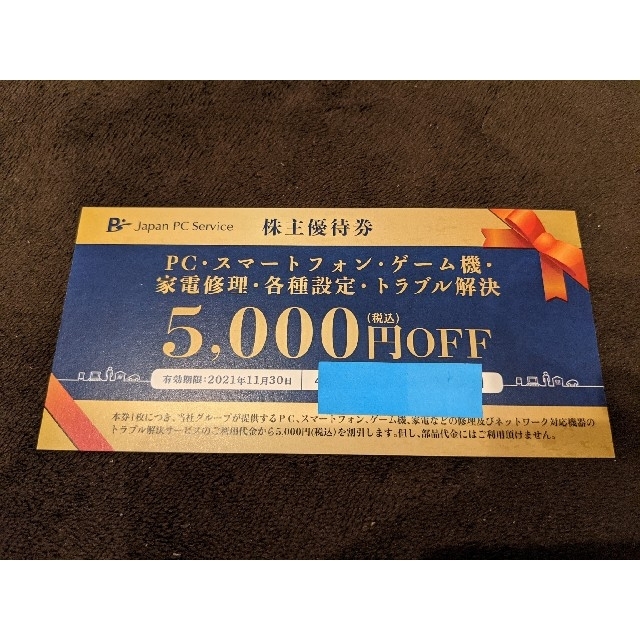 Japan PC Service 株主優待券
PC・スマートフォン・ゲーム機・
家電修理・各種設定・トラブル解決
5,000円(税込)OFF
有効期限:2021年11月30日
本券1枚につき、当社グループが提供するPC、スマートフォン、ゲーム機、家電などの修理及びネットワーク対応機器の
トラブル解決サービスのご利用代金から5,000円(税込)を割引します。但し、部品代金にはご利用頂けません。